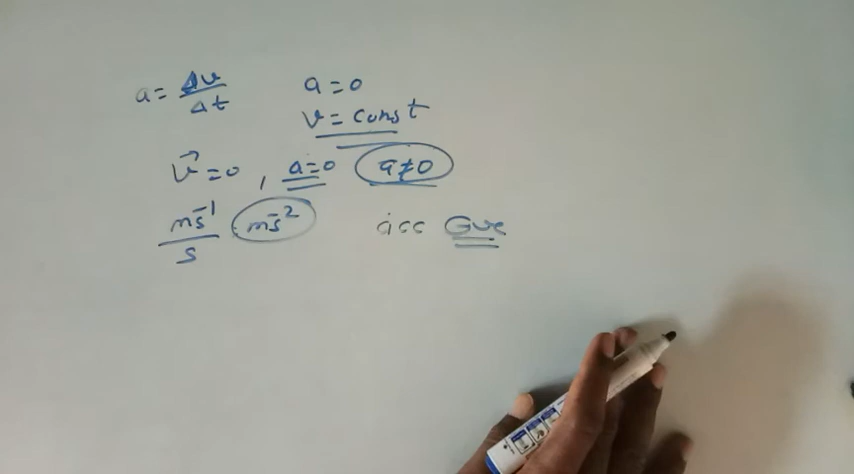 a = Δv/Δt
a = 0
v = const
v⃗ = 0, a = 0 a ≠ 0
ms⁻¹/s ms⁻²
acc